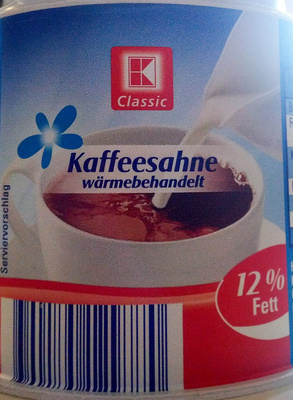 K
Classic
Kaffeesahne
wärmebehandelt
Serviervorschlag
12 %
Fett